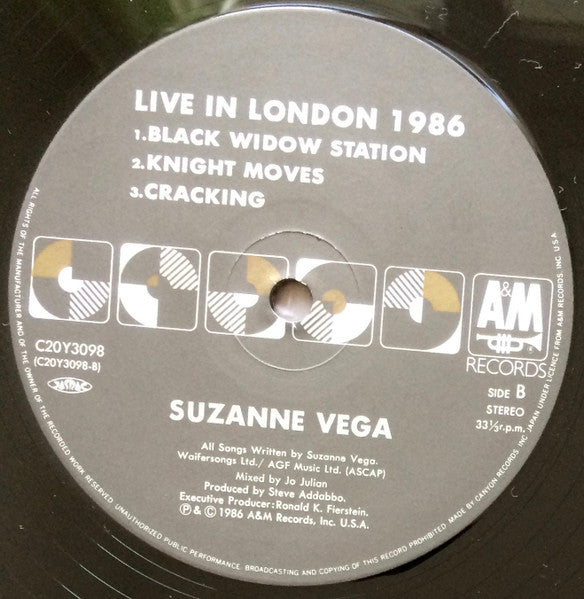 LIVE IN LONDON 1986
1.BLACK WIDOW STATION
2.KNIGHT MOVES
3.CRACKING
A&M
RECORDS
C20Y3098
(C20Y3098-B)
JASRAC
SIDE B
STEREO
33⅓r.p.m.
SUZANNE VEGA
All Songs Written by Suzanne Vega.
Waifersongs Ltd./ AGF Music Ltd. (ASCAP)
Mixed by Jo Julian
Produced by Steve Addabbo.
Executive Producer:Ronald K. Fierstein.
Ⓟ & © 1986 A&M Records, Inc. U.S.A.
ALL RIGHTS OF THE MANUFACTURER AND OF THE OWNER OF THE RECORDED WORK RESERVED. UNAUTHORIZED PUBLIC PERFORMANCE. BROADCASTING AND COPYING OF THIS RECORD PROHIBITED. MADE BY CANYON RECORDS INC. JAPAN UNDER LICENCE FROM A&M RECORDS, INC. U.S.A.